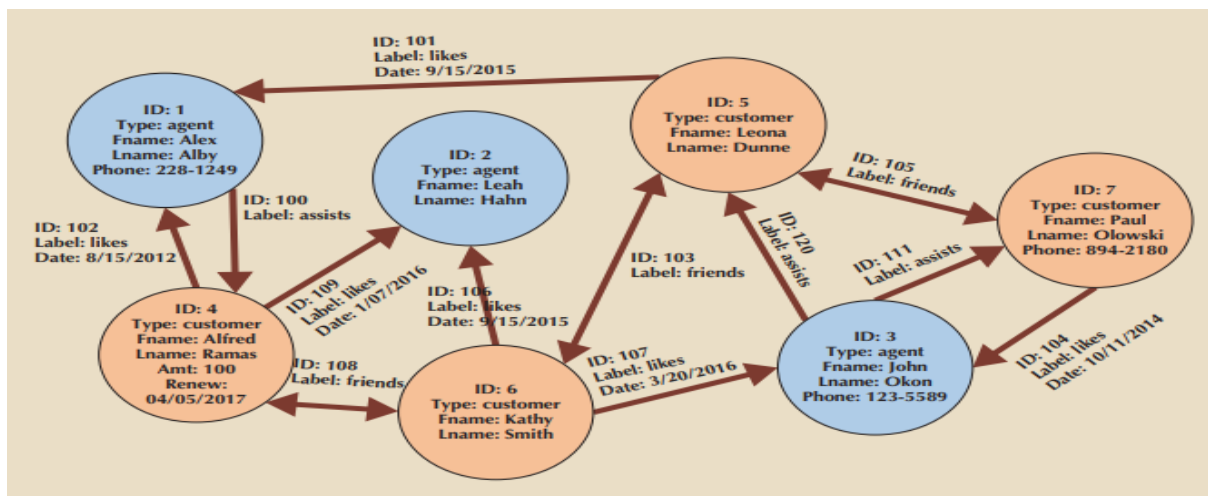 ID: 101
Label: likes
Date: 9/15/2015
ID: 1
Type: agent
Fname: Alex
Lname: Alby
Phone: 228-1249
ID: 2
Type: agent
Fname: Leah
Lname: Hahn
ID: 5
Type: customer
Fname: Leona
Lname: Dunne
ID: 105
Label: friends
ID: 7
Type: customer
Fname: Paul
Lname: Olowski
Phone: 894-2180
ID: 100
Label: assists
ID: 102
Label: likes
Date: 8/15/2012
ID: 109
Label: likes
Date: 1/07/2016
ID: 106
Label: likes
Date: 9/15/2015
ID: 103
Label: friends
ID: 120
Label: assists
ID: 111
Label: assists
ID: 4
Type: customer
Fname: Alfred
Lname: Ramas
Amt: 100
Renew:
04/05/2017
ID: 108
Label: friends
ID: 6
Type: customer
Fname: Kathy
Lname: Smith
ID: 107
Label: likes
Date: 3/20/2016
ID: 3
Type: agent
Fname: John
Lname: Okon
Phone: 123-5589
ID: 104
Label: likes
Date: 10/11/2014